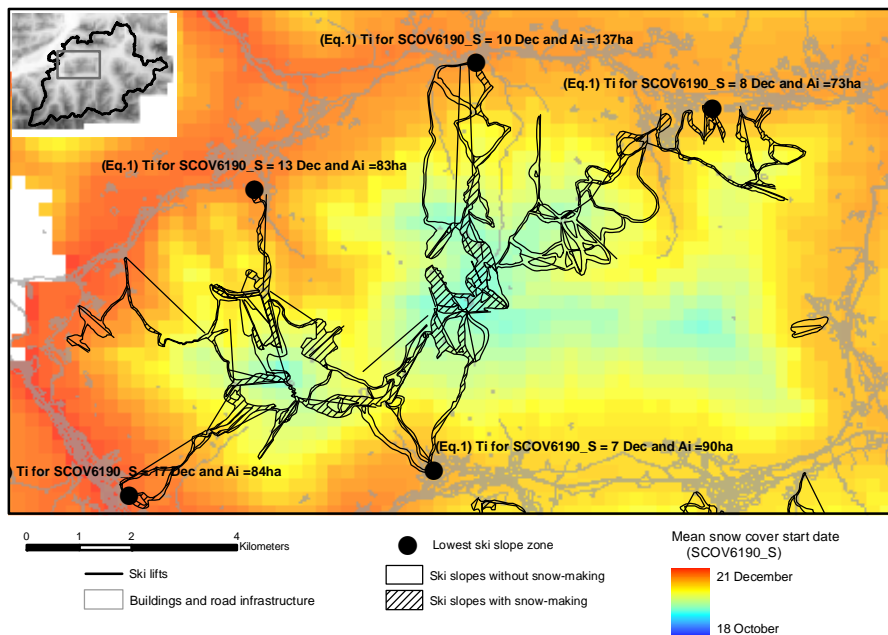 (Eq.1) Ti for SCOV6190_S = 10 Dec and Ai =137ha
(Eq.1) Ti for SCOV6190_S = 8 Dec and Ai =73ha
(Eq.1) Ti for SCOV6190_S = 13 Dec and Ai =83ha
(Eq.1) Ti for SCOV6190_S = 7 Dec and Ai =90ha
) Ti for SCOV6190_S = 17 Dec and Ai =84ha
0 1 2 4
Kilometers
Ski lifts
Buildings and road infrastructure
Lowest ski slope zone
Ski slopes without snow-making
Ski slopes with snow-making
Mean snow cover start date
(SCOV6190_S)
21 December
18 October